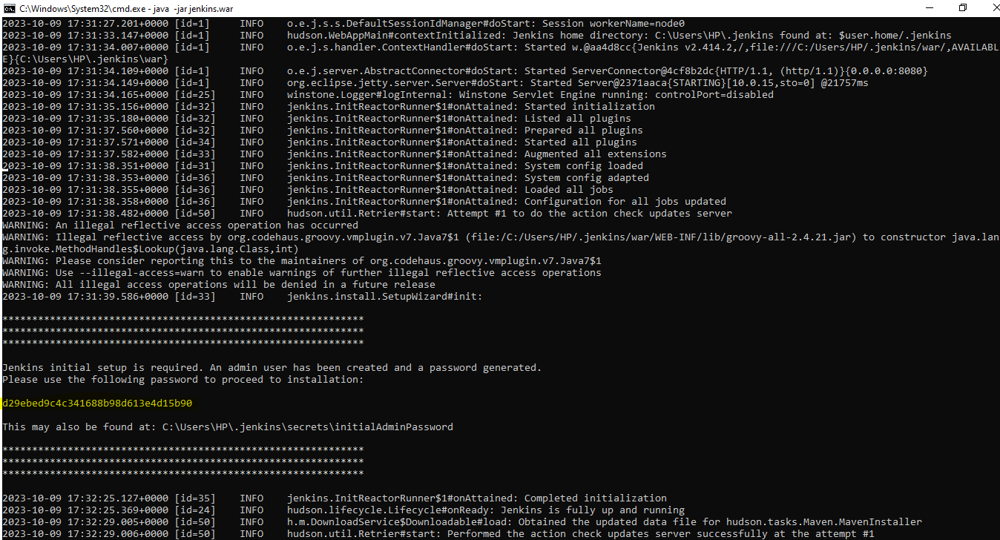 C:\Windows\System32\cmd.exe - java -jar jenkins.war
2023-10-09 17:31:27.201+0000 [id=1] INFO o.e.j.s.s.DefaultSessionIdManager#doStart: Session workerName=node0
2023-10-09 17:31:33.147+0000 [id=1] INFO hudson.WebAppMain#contextInitialized: Jenkins home directory: C:\Users\HP\.jenkins found at: $user.home/.jenkins
2023-10-09 17:31:34.007+0000 [id=1] INFO o.e.j.s.handler.ContextHandler#doStart: Started w.@aa4d8cc{Jenkins v2.414.2,/,file:///C:/Users/HP/.jenkins/war/,AVAILABL
E}{C:\Users\HP\.jenkins\war}
2023-10-09 17:31:34.109+0000 [id=1] INFO o.e.j.server.AbstractConnector#doStart: Started ServerConnector@4cf8b2dc{HTTP/1.1, (http/1.1)}{0.0.0.0:8080}
2023-10-09 17:31:34.149+0000 [id=1] INFO org.eclipse.jetty.server.Server#doStart: Started Server@2371aaca{STARTING}[10.0.15,sto=0] @21757ms
2023-10-09 17:31:34.165+0000 [id=25] INFO winstone.Logger#logInternal: Winstone Servlet Engine running: controlPort=disabled
2023-10-09 17:31:35.156+0000 [id=32] INFO jenkins.InitReactorRunner$1#onAttained: Started initialization
2023-10-09 17:31:35.180+0000 [id=32] INFO jenkins.InitReactorRunner$1#onAttained: Listed all plugins
2023-10-09 17:31:37.560+0000 [id=32] INFO jenkins.InitReactorRunner$1#onAttained: Prepared all plugins
2023-10-09 17:31:37.571+0000 [id=34] INFO jenkins.InitReactorRunner$1#onAttained: Started all plugins
2023-10-09 17:31:37.582+0000 [id=33] INFO jenkins.InitReactorRunner$1#onAttained: Augmented all extensions
2023-10-09 17:31:38.351+0000 [id=31] INFO jenkins.InitReactorRunner$1#onAttained: System config loaded
2023-10-09 17:31:38.353+0000 [id=36] INFO jenkins.InitReactorRunner$1#onAttained: System config adapted
2023-10-09 17:31:38.355+0000 [id=36] INFO jenkins.InitReactorRunner$1#onAttained: Loaded all jobs
2023-10-09 17:31:38.358+0000 [id=36] INFO jenkins.InitReactorRunner$1#onAttained: Configuration for all jobs updated
2023-10-09 17:31:38.482+0000 [id=50] INFO hudson.util.Retrier#start: Attempt #1 to do the action check updates server
WARNING: An illegal reflective access operation has occurred
WARNING: Illegal reflective access by org.codehaus.groovy.vmplugin.v7.Java7$1 (file:/C:/Users/HP/.jenkins/war/WEB-INF/lib/groovy-all-2.4.21.jar) to constructor java.lan
g.invoke.MethodHandles$Lookup(java.lang.Class,int)
WARNING: Please consider reporting this to the maintainers of org.codehaus.groovy.vmplugin.v7.Java7$1
WARNING: Use --illegal-access=warn to enable warnings of further illegal reflective access operations
WARNING: All illegal access operations will be denied in a future release
2023-10-09 17:31:39.586+0000 [id=33] INFO jenkins.install.SetupWizard#init:
*************************************************************
*************************************************************
*************************************************************
Jenkins initial setup is required. An admin user has been created and a password generated.
Please use the following password to proceed to installation:
d29ebed9c4c341688b98d613e4d15b90
This may also be found at: C:\Users\HP\.jenkins\secrets\initialAdminPassword
*************************************************************
*************************************************************
*************************************************************
2023-10-09 17:32:25.127+0000 [id=35] INFO jenkins.InitReactorRunner$1#onAttained: Completed initialization
2023-10-09 17:32:25.369+0000 [id=24] INFO hudson.lifecycle.Lifecycle#onReady: Jenkins is fully up and running
2023-10-09 17:32:29.005+0000 [id=50] INFO h.m.DownloadService$Downloadable#load: Obtained the updated data file for hudson.tasks.Maven.MavenInstaller
2023-10-09 17:32:29.006+0000 [id=50] INFO hudson.util.Retrier#start: Performed the action check updates server successfully at the attempt #1